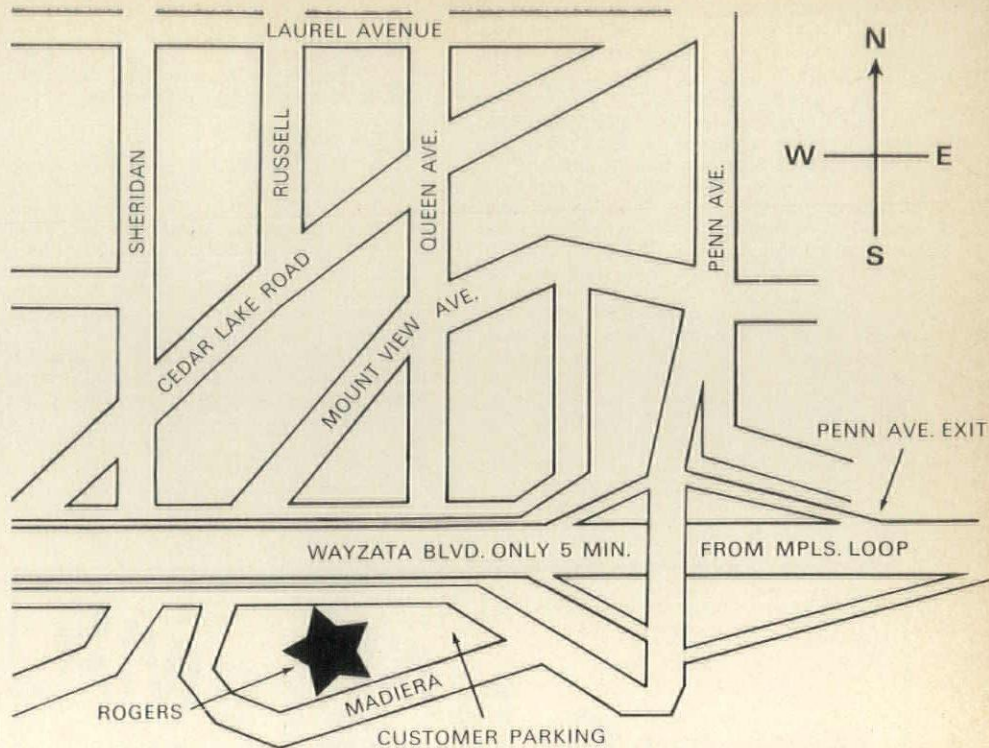 LAUREL AVENUE
N
W
E
S
SHERIDAN
RUSSELL
QUEEN AVE.
PENN AVE.
CEDAR LAKE ROAD
MOUNT VIEW AVE.
PENN AVE. EXIT
WAYZATA BLVD. ONLY 5 MIN. FROM MPLS. LOOP
ROGERS
MADIERA
CUSTOMER PARKING